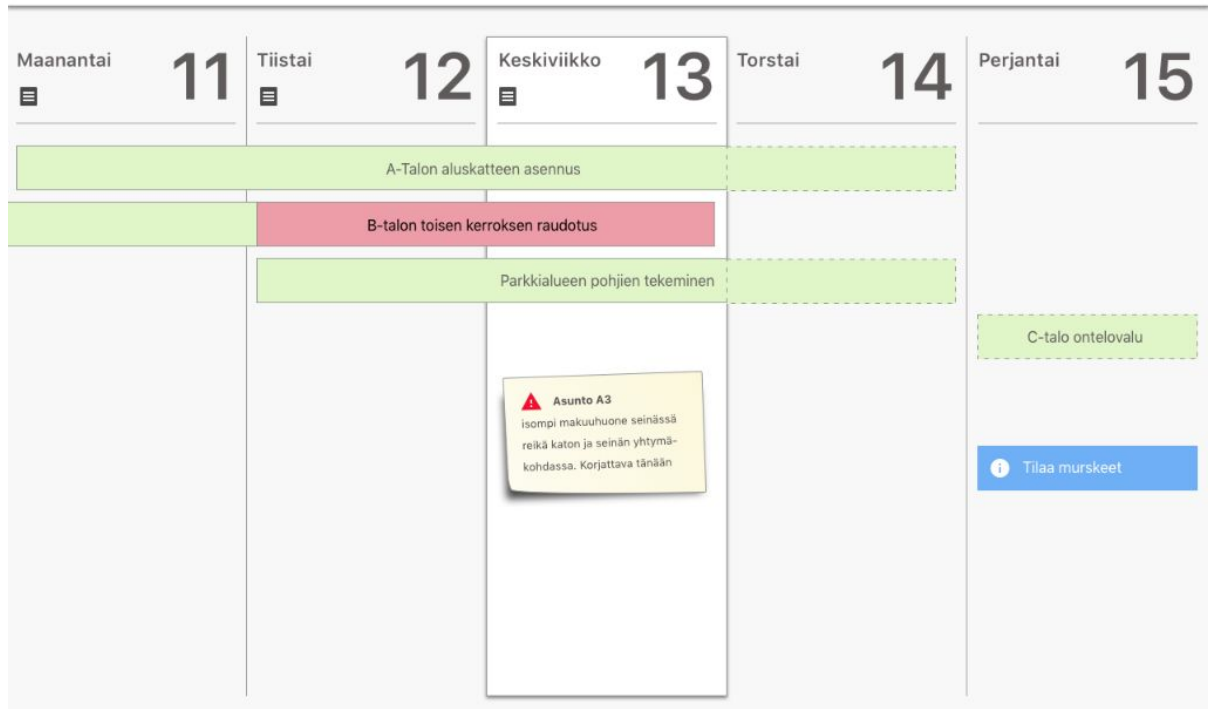 Maanantai 11
Tiistai 12
Keskiviikko 13
Torstai 14
Perjantai 15
A-Talon aluskatteen asennus
B-talon toisen kerroksen raudotus
Parkkialueen pohjien tekeminen
C-talo ontelovalu
Asunto A3
isompi makuuhuone seinässä
reikä katon ja seinän yhtymä-
kohdassa. Korjattava tänään
Tilaa murskeet